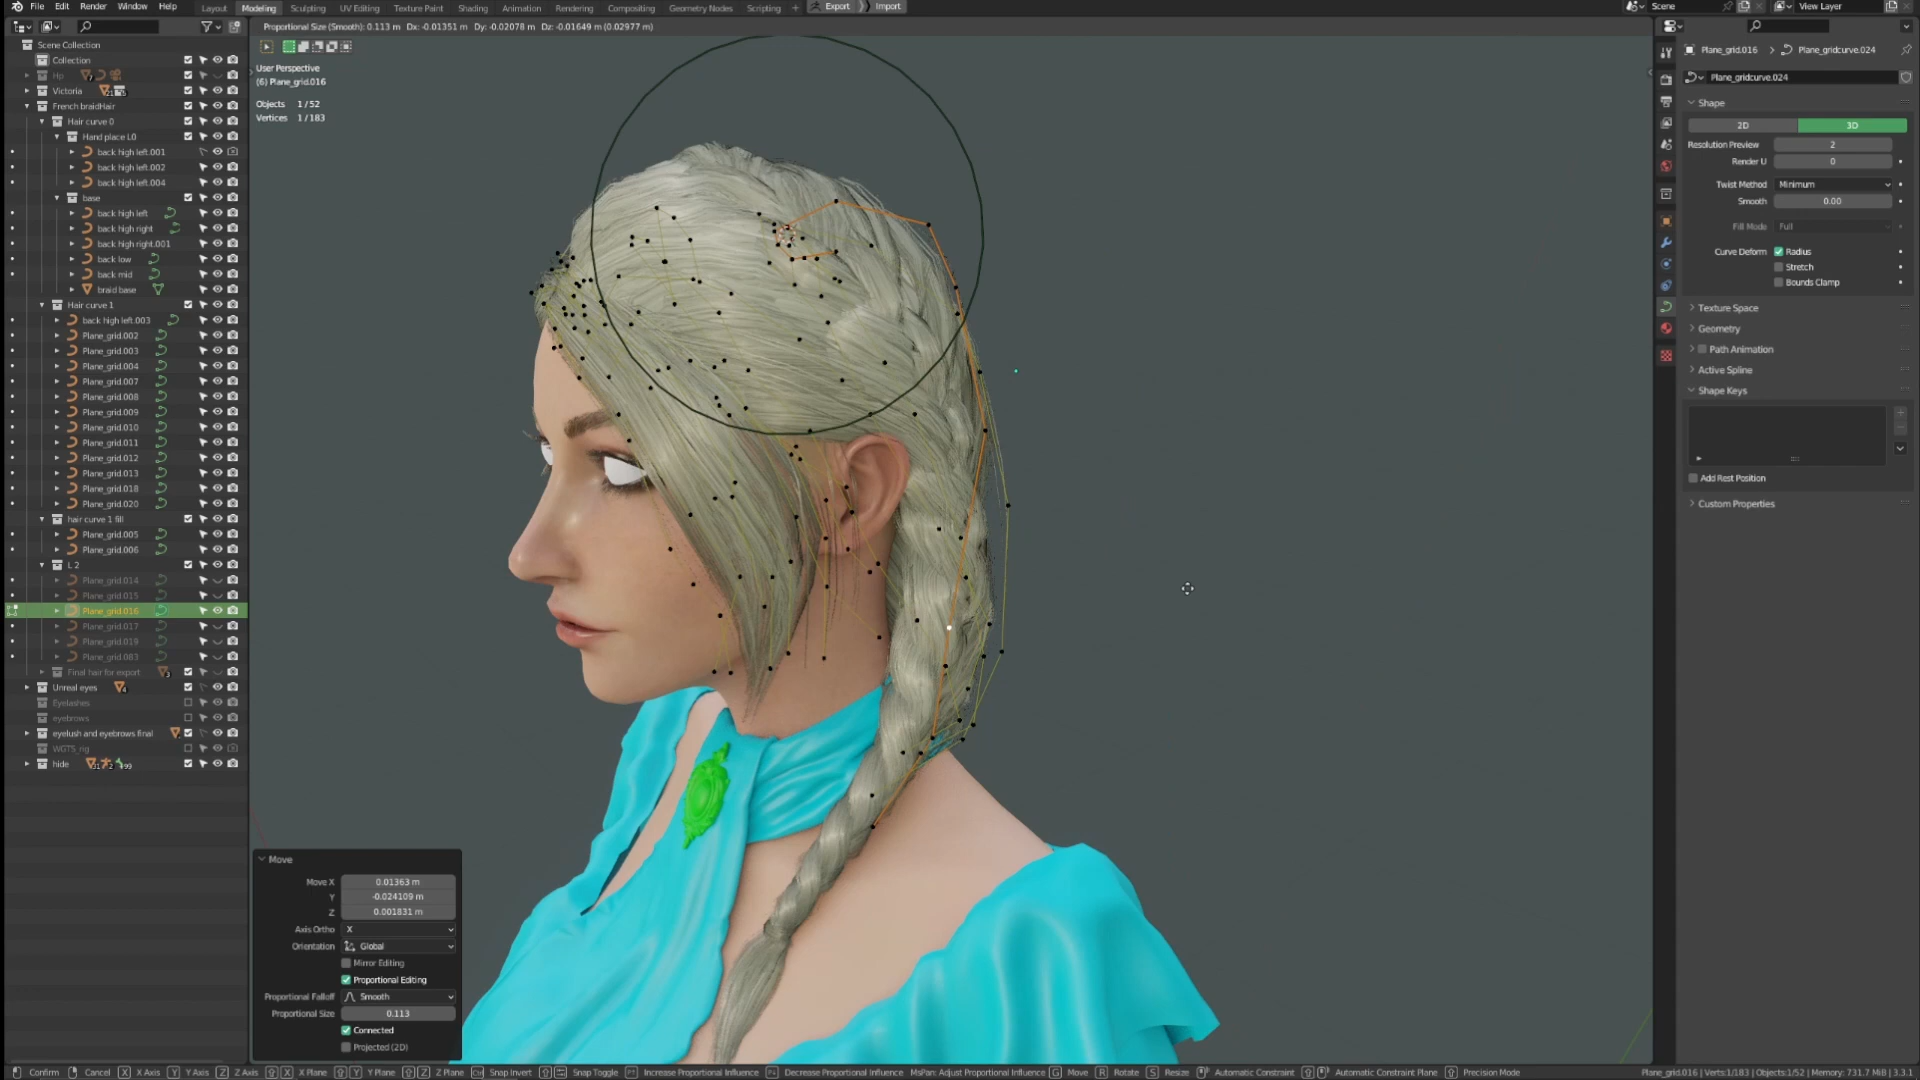 File Edit Render Window Help Layout Modeling Sculpting UV Editing Texture Paint Shading Animation Rendering Compositing Geometry Nodes Scripting + Export Import Scene View Layer
Proportional Size (Smooth): 0.113 m Dx: -0.01351 m Dy: -0.02078 m Dz: -0.01649 m (0.02977 m)
User Perspective
(6) Plane_grid.016
Objects 1/52
Vertices 1/183
Scene Collection
Collection
Hp
Victoria
French braidHair
Hair curve 0
Hand place L0
back high left.001
back high left.002
back high left.004
base
back high left
back high right
back high right.001
back low
back mid
braid base
Hair curve 1
back high left.003
Plane_grid.002
Plane_grid.003
Plane_grid.004
Plane_grid.007
Plane_grid.008
Plane_grid.009
Plane_grid.010
Plane_grid.011
Plane_grid.012
Plane_grid.013
Plane_grid.018
Plane_grid.020
hair curve 1 fill
Plane_grid.005
Plane_grid.006
L 2
Plane_grid.014
Plane_grid.015
Plane_grid.016
Plane_grid.017
Plane_grid.019
Plane_grid.083
Final hair for export
Unreal eyes
Eyelashes
eyebrows
eyelush and eyebrows final
WGTS_rig
hide
Move
Move X 0.01363 m
Y -0.024109 m
Z 0.001831 m
Axis Ortho X
Orientation Global
Mirror Editing
Proportional Editing
Proportional Falloff Smooth
Proportional Size 0.113
Connected
Projected (2D)
Plane_grid.016 > Plane_gridcurve.024
Plane_gridcurve.024
Shape
2D 3D
Resolution Preview 2
Render U 0
Twist Method Minimum
Smooth 0.00
Fill Mode Full
Curve Deform Radius
Stretch
Bounds Clamp
Texture Space
Geometry
Path Animation
Active Spline
Shape Keys
Add Rest Position
Custom Properties
Confirm Cancel X X Axis Y Y Axis Z Z Axis X X Plane Y Y Plane Z Z Plane Snap Invert Snap Toggle Increase Proportional Influence Decrease Proportional Influence MsPan: Adjust Proportional Influence G Move R Rotate S Resize Automatic Constraint Automatic Constraint Plane Precision Mode Plane_grid.016 | Verts:1/183 | Objects:1/52 | Memory: 731.7 MiB | 3.3.1